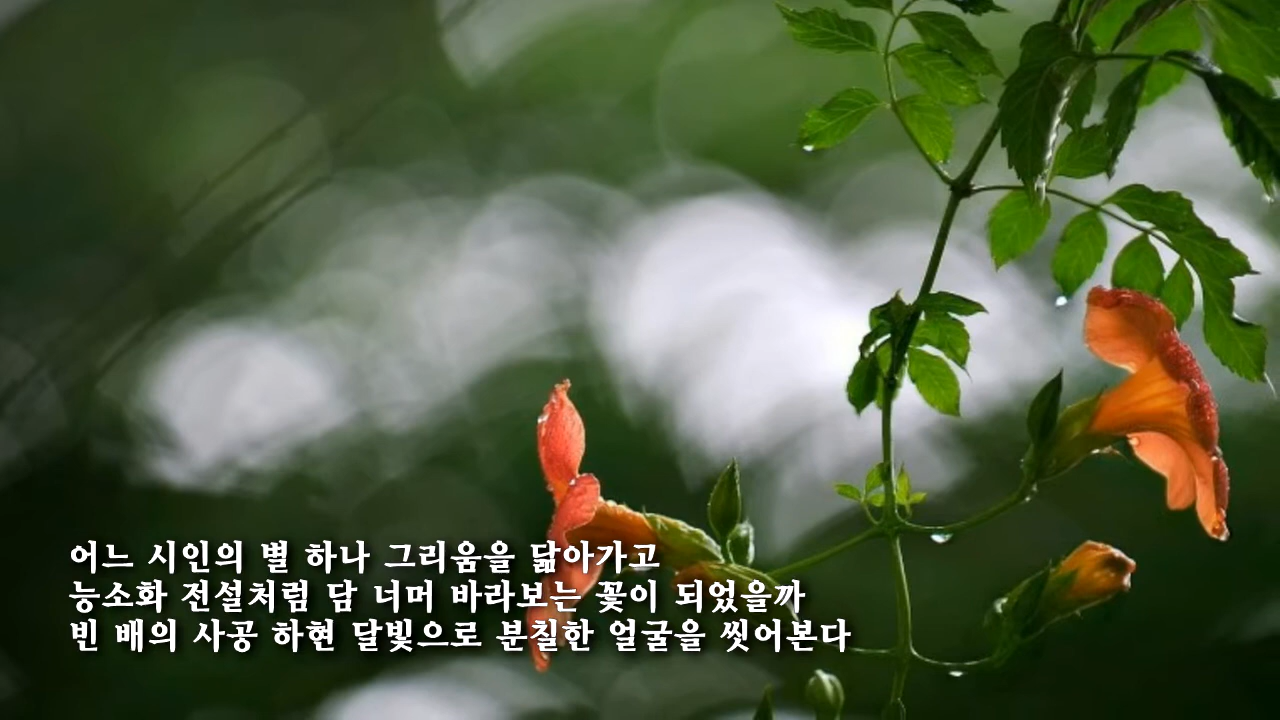 어느 시인의 별 하나 그리움을 닮아가고
능소화 전설처럼 담 너머 바라보는 꽃이 되었을까
빈 배의 사공 하현 달빛으로 분칠한 얼굴을 씻어본다